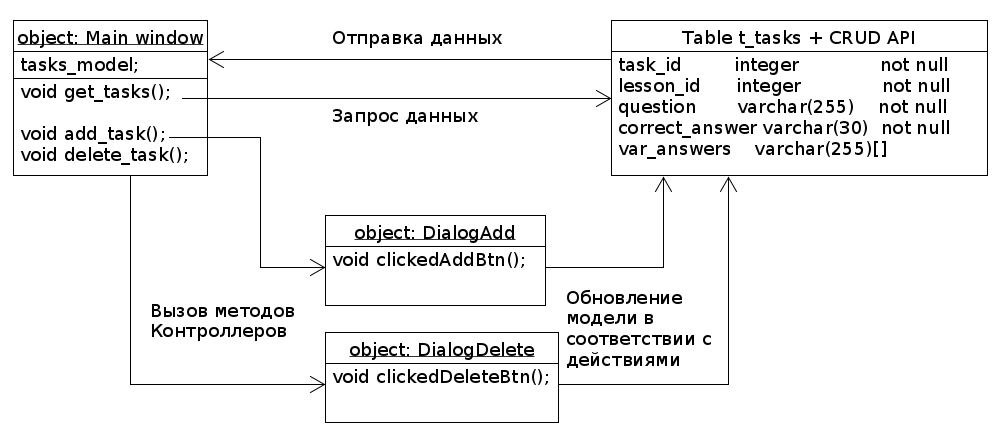 object: Main window
tasks_model;
void get_tasks();
void add_task();
void delete_task();
Отправка данных
Запрос данных
Table t_tasks + CRUD API
task_id integer not null
lesson_id integer not null
question varchar(255) not null
correct_answer varchar(30) not null
var_answers varchar(255)[]
object: DialogAdd
void clickedAddBtn();
Вызов методов
Контроллеров
Обновление
модели в
соответствии с
действиями
object: DialogDelete
void clickedDeleteBtn();